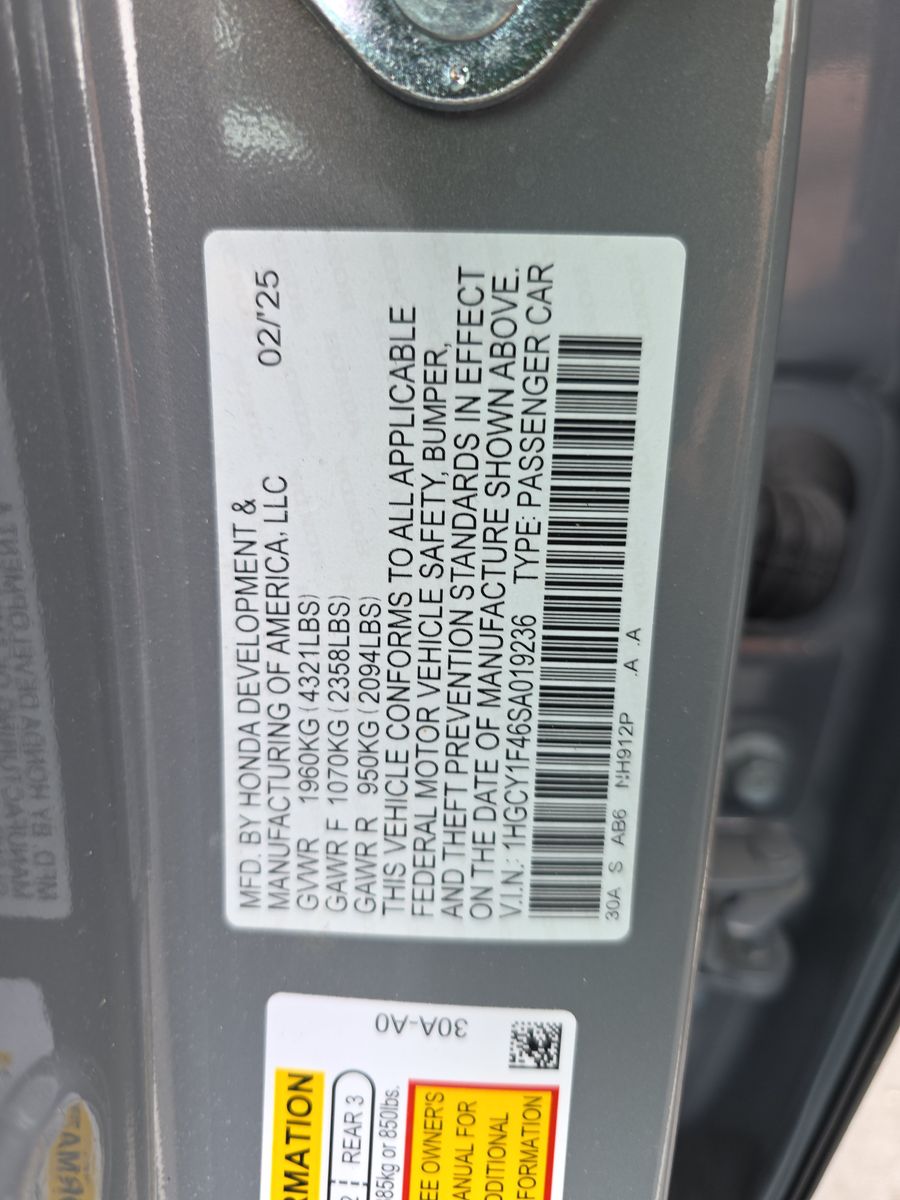 MFD. BY HONDA DEVELOPMENT &
MANUFACTURING OF AMERICA, LLC 02/'25
GVWR 1960KG (4321LBS)
GAWR F 1070KG (2358LBS)
GAWR R 950KG (2094LBS)
THIS VEHICLE CONFORMS TO ALL APPLICABLE
FEDERAL MOTOR VEHICLE SAFETY, BUMPER,
AND THEFT PREVENTION STANDARDS IN EFFECT
ON THE DATE OF MANUFACTURE SHOWN ABOVE.
V.I.N.: 1HGCY1F46SA019236 TYPE: PASSENGER CAR
30A S AB6 NH912P .A .A
30A-A0
RMATION
REAR 3
85kg or 850lbs.
EE OWNER'S
ANUAL FOR
DDITIONAL
FORMATION